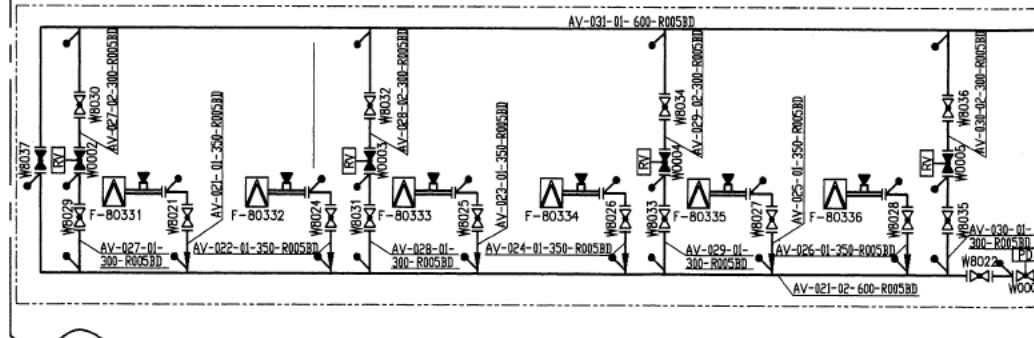 AV-031-01-600-R005BD
W8037
RV
W0002
W8030
AV-027-02-300-R005BD
W8029
AV-027-01-
300-R005BD
F-80331
W8021
AV-021-01-350-R005BD
F-80332
W8024
AV-022-01-350-R005BD
RV
W0003
W8032
AV-028-02-300-R005BD
W8031
AV-028-01-
300-R005BD
F-80333
W8025
AV-023-01-350-R005BD
F-80334
W8026
AV-024-01-350-R005BD
RV
W0004
W8034
AV-029-02-300-R005BD
W8033
AV-029-01-
300-R005BD
F-80335
W8027
AV-025-01-350-R005BD
F-80336
W8028
AV-026-01-350-R005BD
RV
W0005
W8036
AV-030-02-300-R005BD
W8035
AV-030-01-
300-R005BD
W8022
AV-021-02-600-R005BD